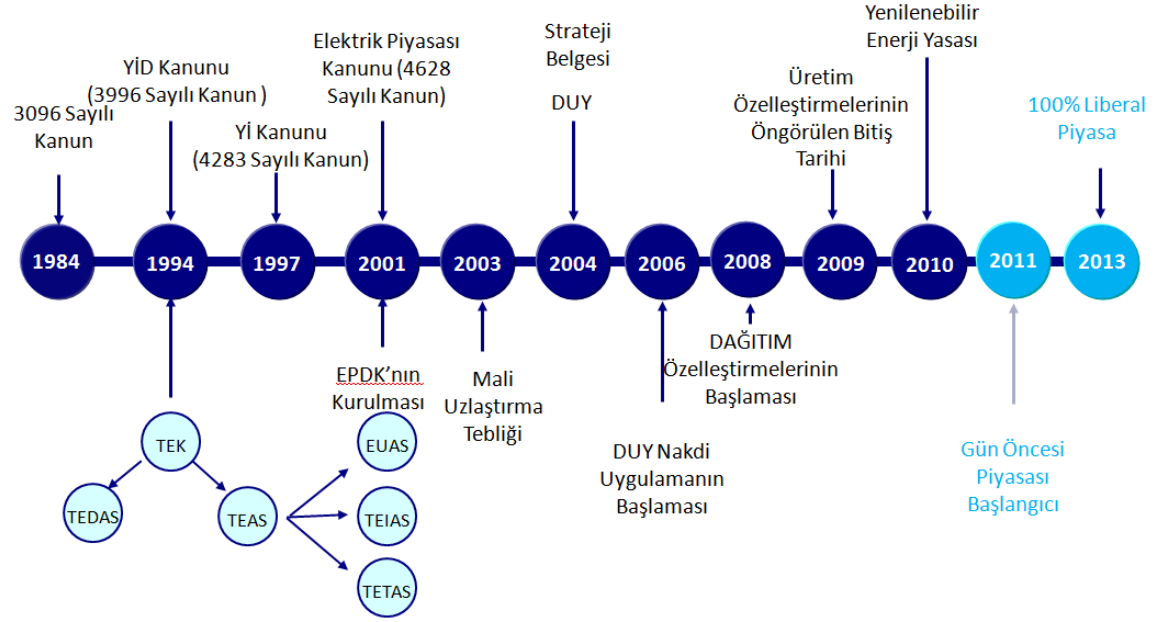 3096 Sayılı
Kanun
YİD Kanunu
(3996 Sayılı Kanun )
Yİ Kanunu
(4283 Sayılı Kanun)
Elektrik Piyasası
Kanunu (4628
Sayılı Kanun)
Strateji
Belgesi
DUY
Üretim
Özelleştirmelerinin
Öngörülen Bitiş
Tarihi
Yenilenebilir
Enerji Yasası
100% Liberal
Piyasa
1984
1994
1997
2001
2003
2004
2006
2008
2009
2010
2011
2013
EPDK’nın
Kurulması
Mali
Uzlaştırma
Tebliği
DUY Nakdi
Uygulamanın
Başlaması
DAĞITIM
Özelleştirmelerinin
Başlaması
Gün Öncesi
Piyasası
Başlangıcı
TEK
TEDAS
TEAS
EUAS
TEIAS
TETAS